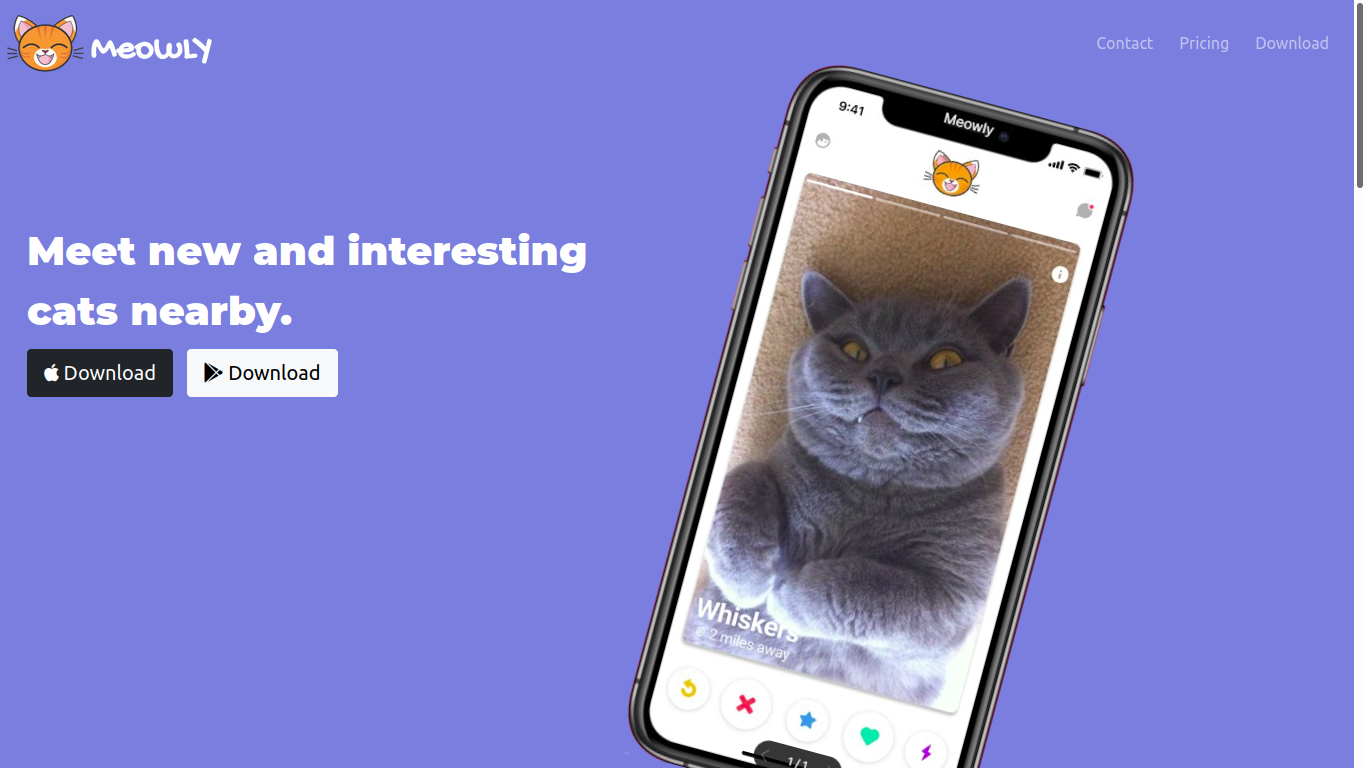 Meowly
Contact
Pricing
Download
9:41
Meowly
Meet new and interesting
cats nearby.
Download
Download
Whiskers
2 miles away
1/1